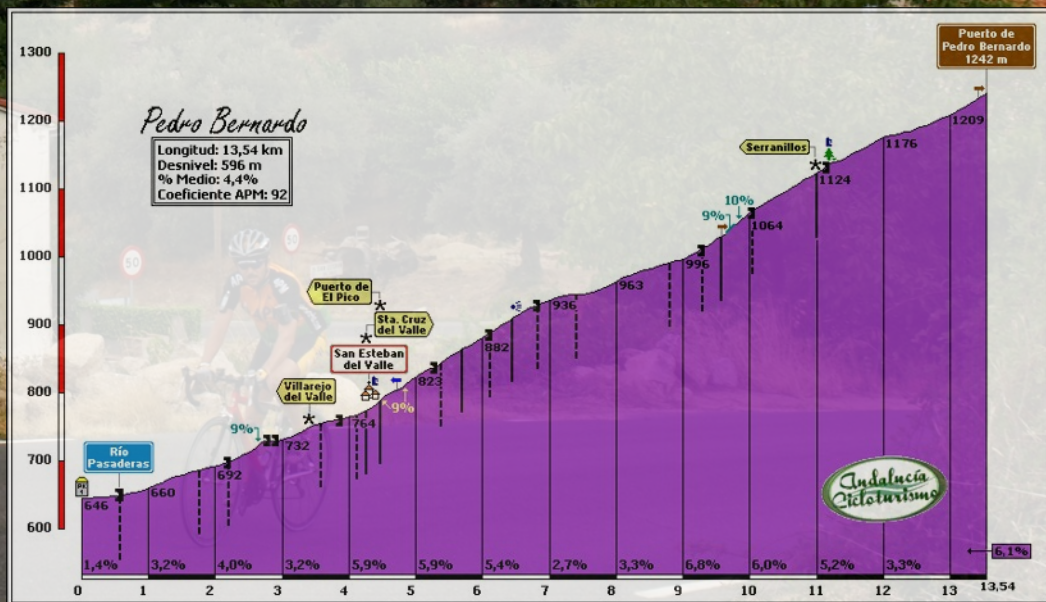 Puerto de
Pedro Bernardo
1242 m
1300
1200
1100
1000
900
800
700
600
Pedro Bernardo
Longitud: 13,54 km
Desnivel: 596 m
% Medio: 4,4%
Coeficiente APM: 92
50
50
Serranillos
Puerto de
El Pico
Sta. Cruz
del Valle
San Esteban
del Valle
Villarejo
del Valle
Río
Pasaderas
9%
9%
9%
10%
646
660
692
732
764
823
882
936
963
996
1064
1124
1176
1209
Andalucía
Cicloturismo
1,4%
3,2%
4,0%
3,2%
5,9%
5,9%
5,4%
2,7%
3,3%
6,8%
6,0%
5,2%
3,3%
6,1%
0
1
2
3
4
5
6
7
8
9
10
11
12
13
13,54